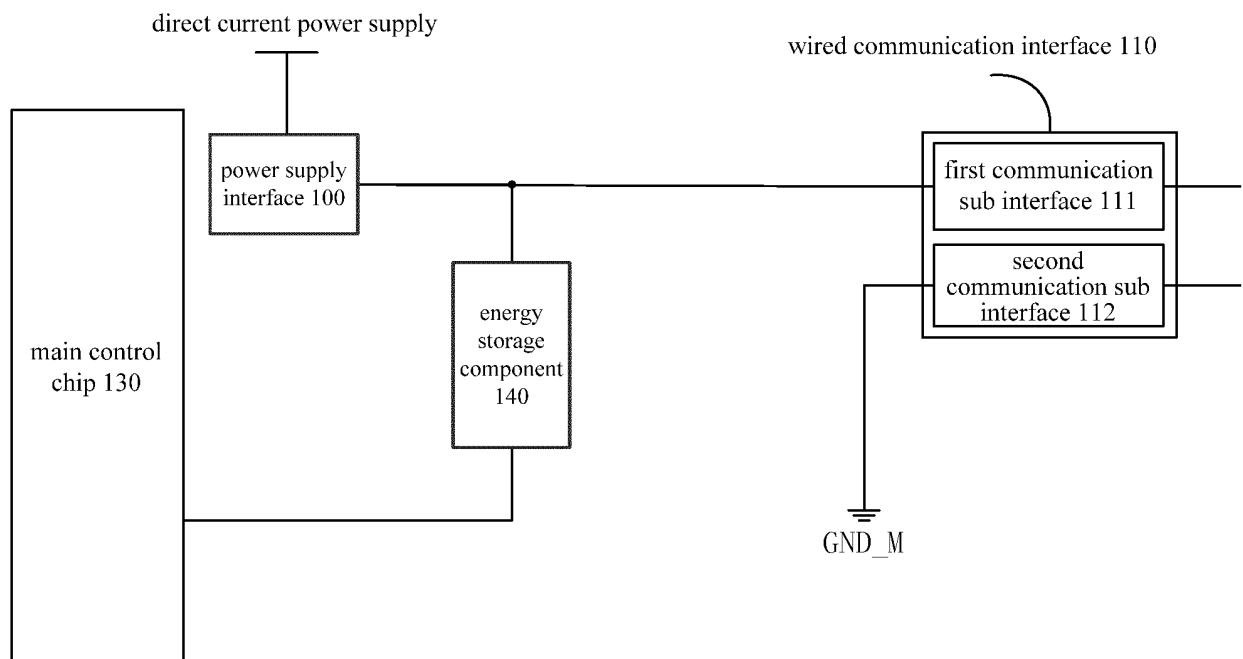 direct current power supply
wired communication interface 110
power supply
interface 100
first communication
sub interface 111
second
communication sub
interface 112
energy
storage
component
140
main control
chip 130
GND_M